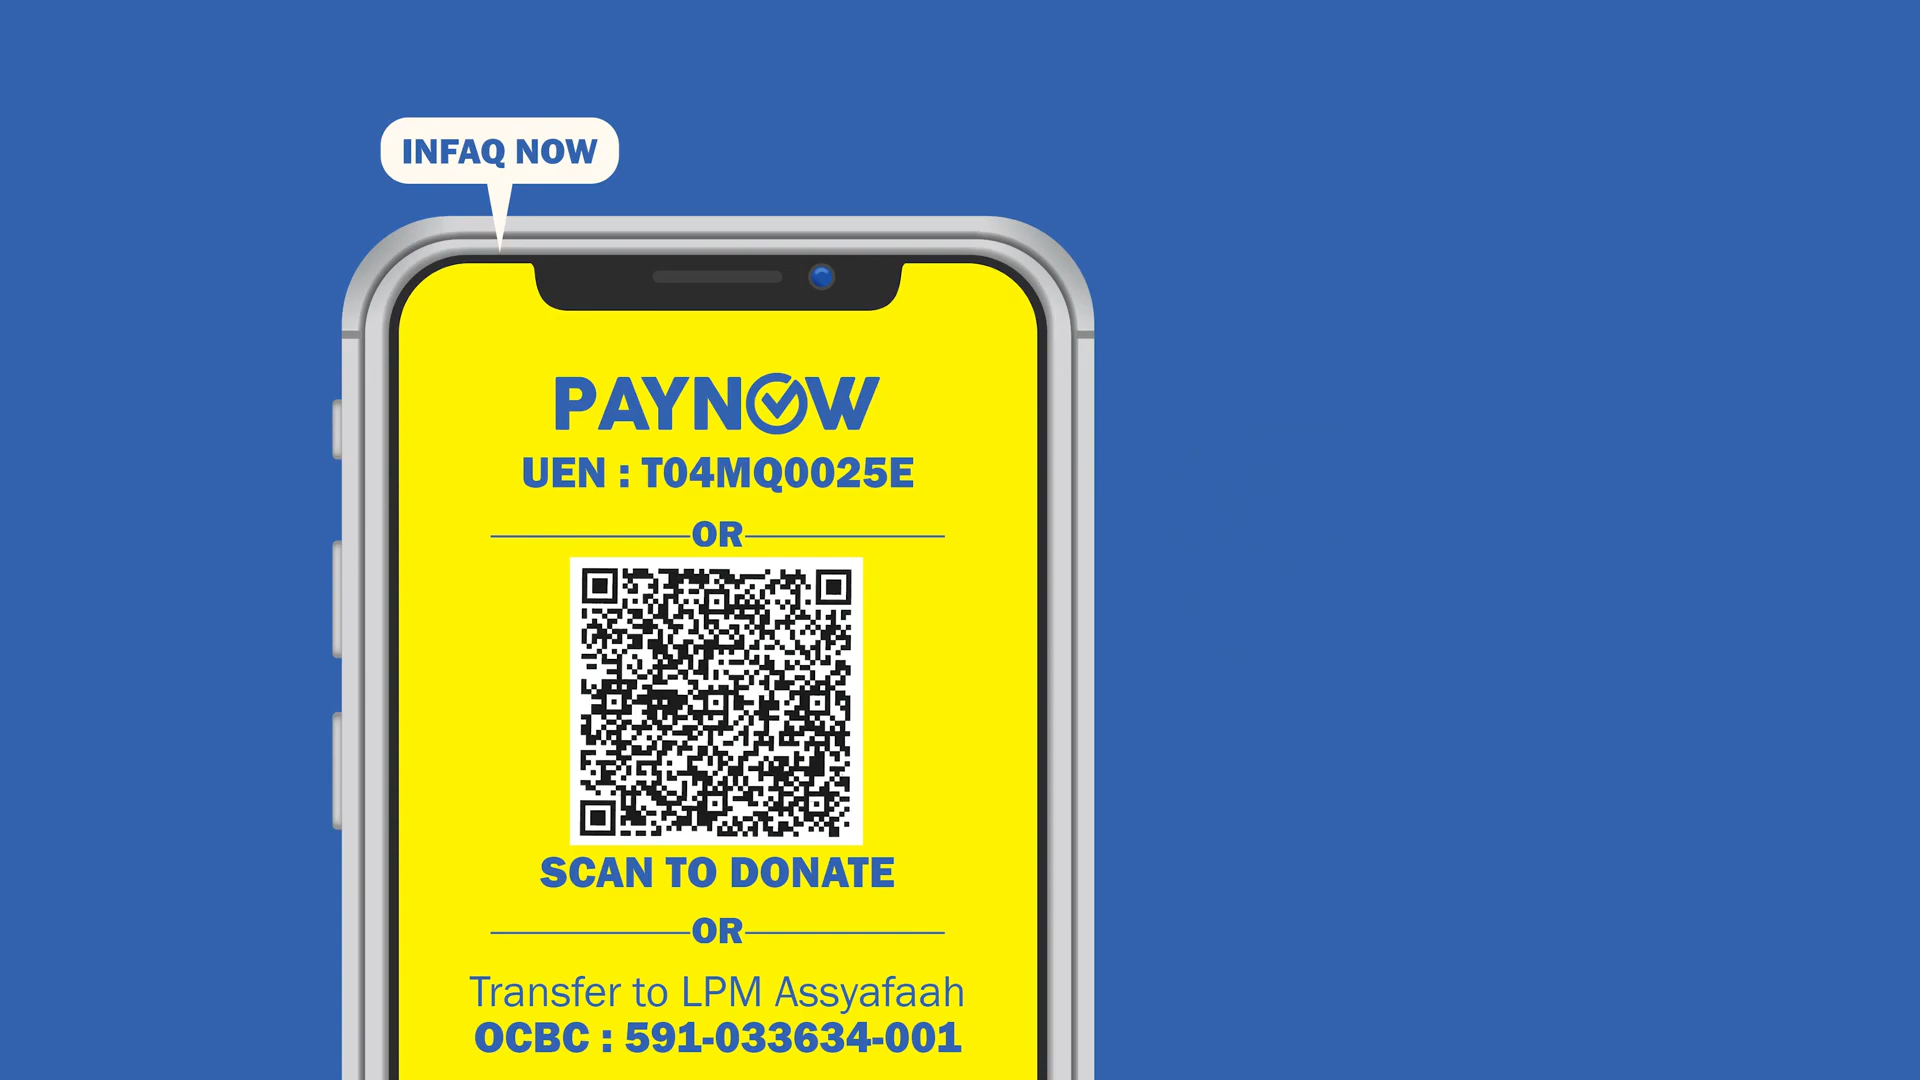 INFAQ NOW
PAYNOW
UEN : T04MQ0025E
OR
SCAN TO DONATE
OR
Transfer to LPM Assyafaah
OCBC : 591-033634-001